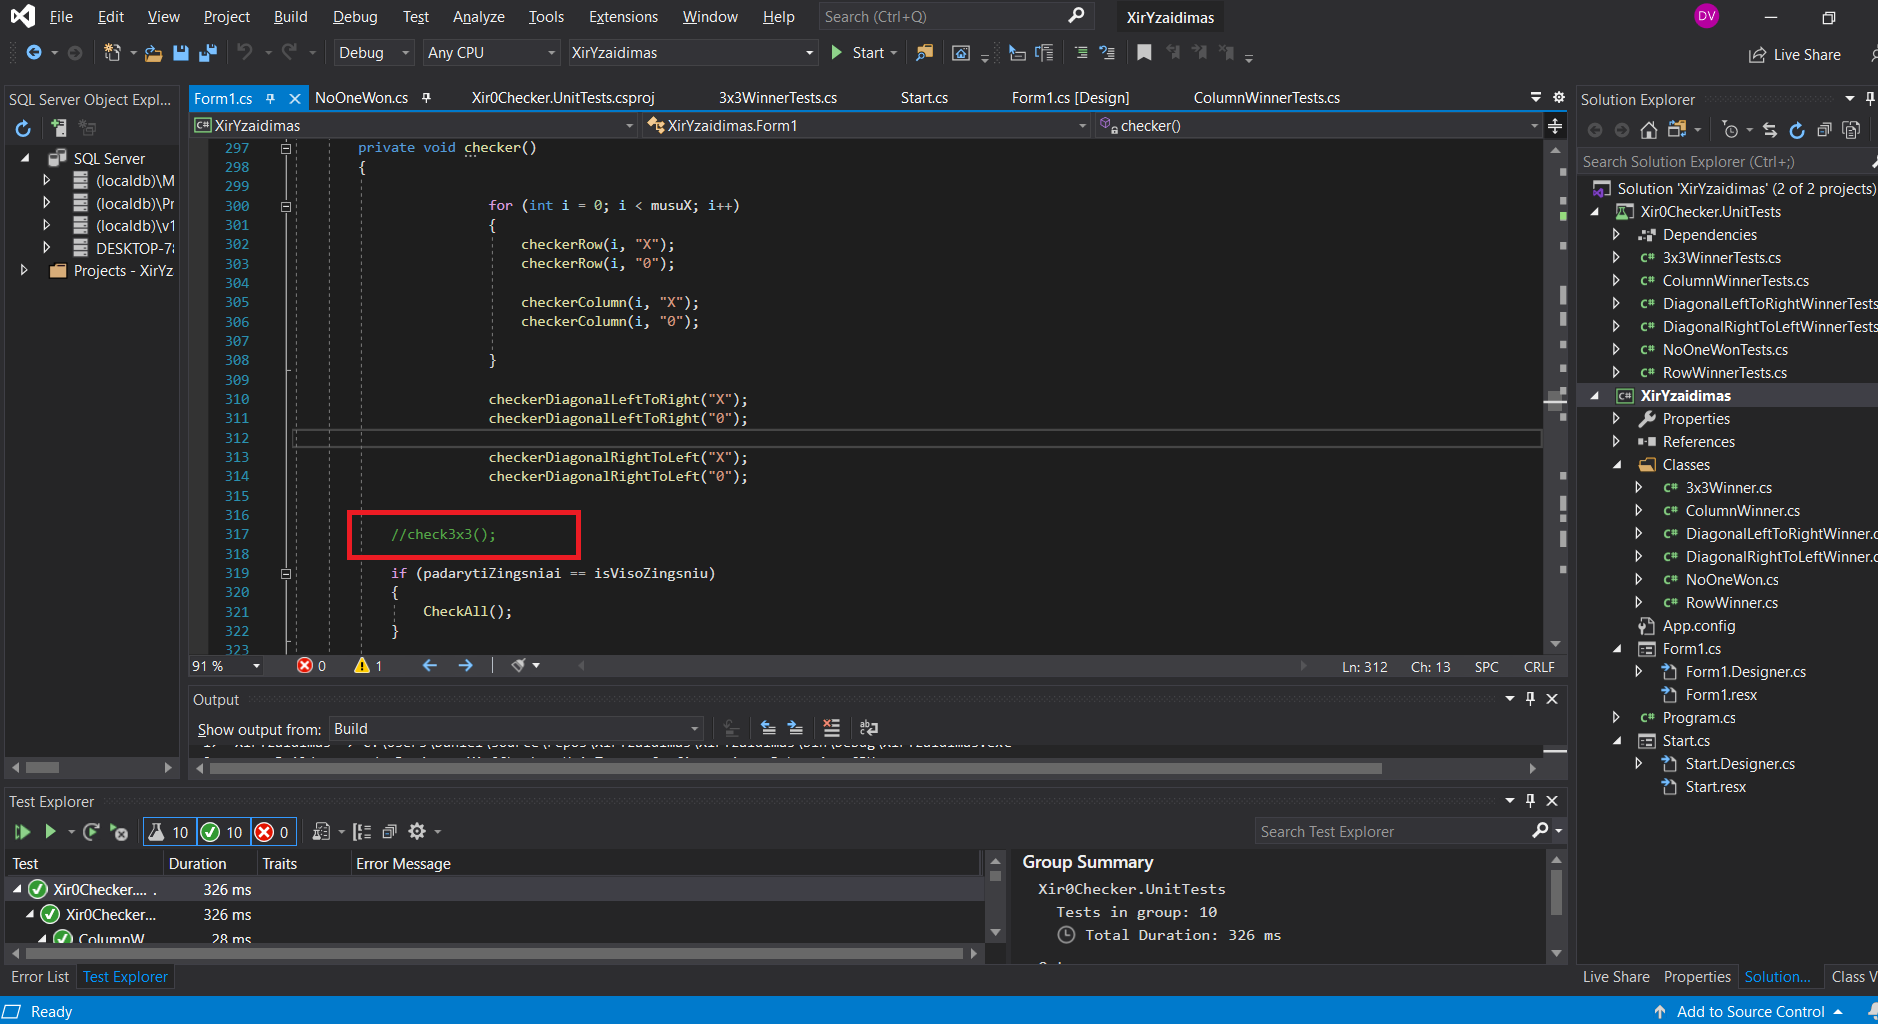 File Edit View Project Build Debug Test Analyze Tools Extensions Window Help Search (Ctrl+Q) XirYzaidimas DV
Debug Any CPU XirYzaidimas Start Live Share
SQL Server Object Expl...
SQL Server
(localdb)\M
(localdb)\Pr
(localdb)\v1
DESKTOP-78
Projects - XirYz
Form1.cs NoOneWon.cs Xir0Checker.UnitTests.csproj 3x3WinnerTests.cs Start.cs Form1.cs [Design] ColumnWinnerTests.cs
C# XirYzaidimas XirYzaidimas.Form1 checker()
297 private void checker()
298 {
299
300 for (int i = 0; i < musuX; i++)
301 {
302 checkerRow(i, "X");
303 checkerRow(i, "0");
304
305 checkerColumn(i, "X");
306 checkerColumn(i, "0");
307
308 }
309
310 checkerDiagonalLeftToRight("X");
311 checkerDiagonalLeftToRight("0");
312
313 checkerDiagonalRightToLeft("X");
314 checkerDiagonalRightToLeft("0");
315
316
317 //check3x3();
318
319 if (padarytiZingsniai == isVisoZingsniu)
320 {
321 CheckAll();
322 }
323
91 % 0 1 Ln: 312 Ch: 13 SPC CRLF
Output
Show output from: Build
Test Explorer
10 10 0 Search Test Explorer
Test Duration Traits Error Message
Xir0Checker.... . 326 ms
Xir0Checker... 326 ms
ColumnW 28 ms
Group Summary
Xir0Checker.UnitTests
Tests in group: 10
Total Duration: 326 ms
Error List Test Explorer
Solution Explorer
Search Solution Explorer (Ctrl+;)
Solution 'XirYzaidimas' (2 of 2 projects)
Xir0Checker.UnitTests
Dependencies
C# 3x3WinnerTests.cs
C# ColumnWinnerTests.cs
C# DiagonalLeftToRightWinnerTests
C# DiagonalRightToLeftWinnerTests
C# NoOneWonTests.cs
C# RowWinnerTests.cs
C# XirYzaidimas
Properties
References
Classes
C# 3x3Winner.cs
C# ColumnWinner.cs
C# DiagonalLeftToRightWinner.c
C# DiagonalRightToLeftWinner.c
C# NoOneWon.cs
C# RowWinner.cs
App.config
Form1.cs
Form1.Designer.cs
Form1.resx
C# Program.cs
Start.cs
Start.Designer.cs
Start.resx
Live Share Properties Solution... Class V
Ready Add to Source Control